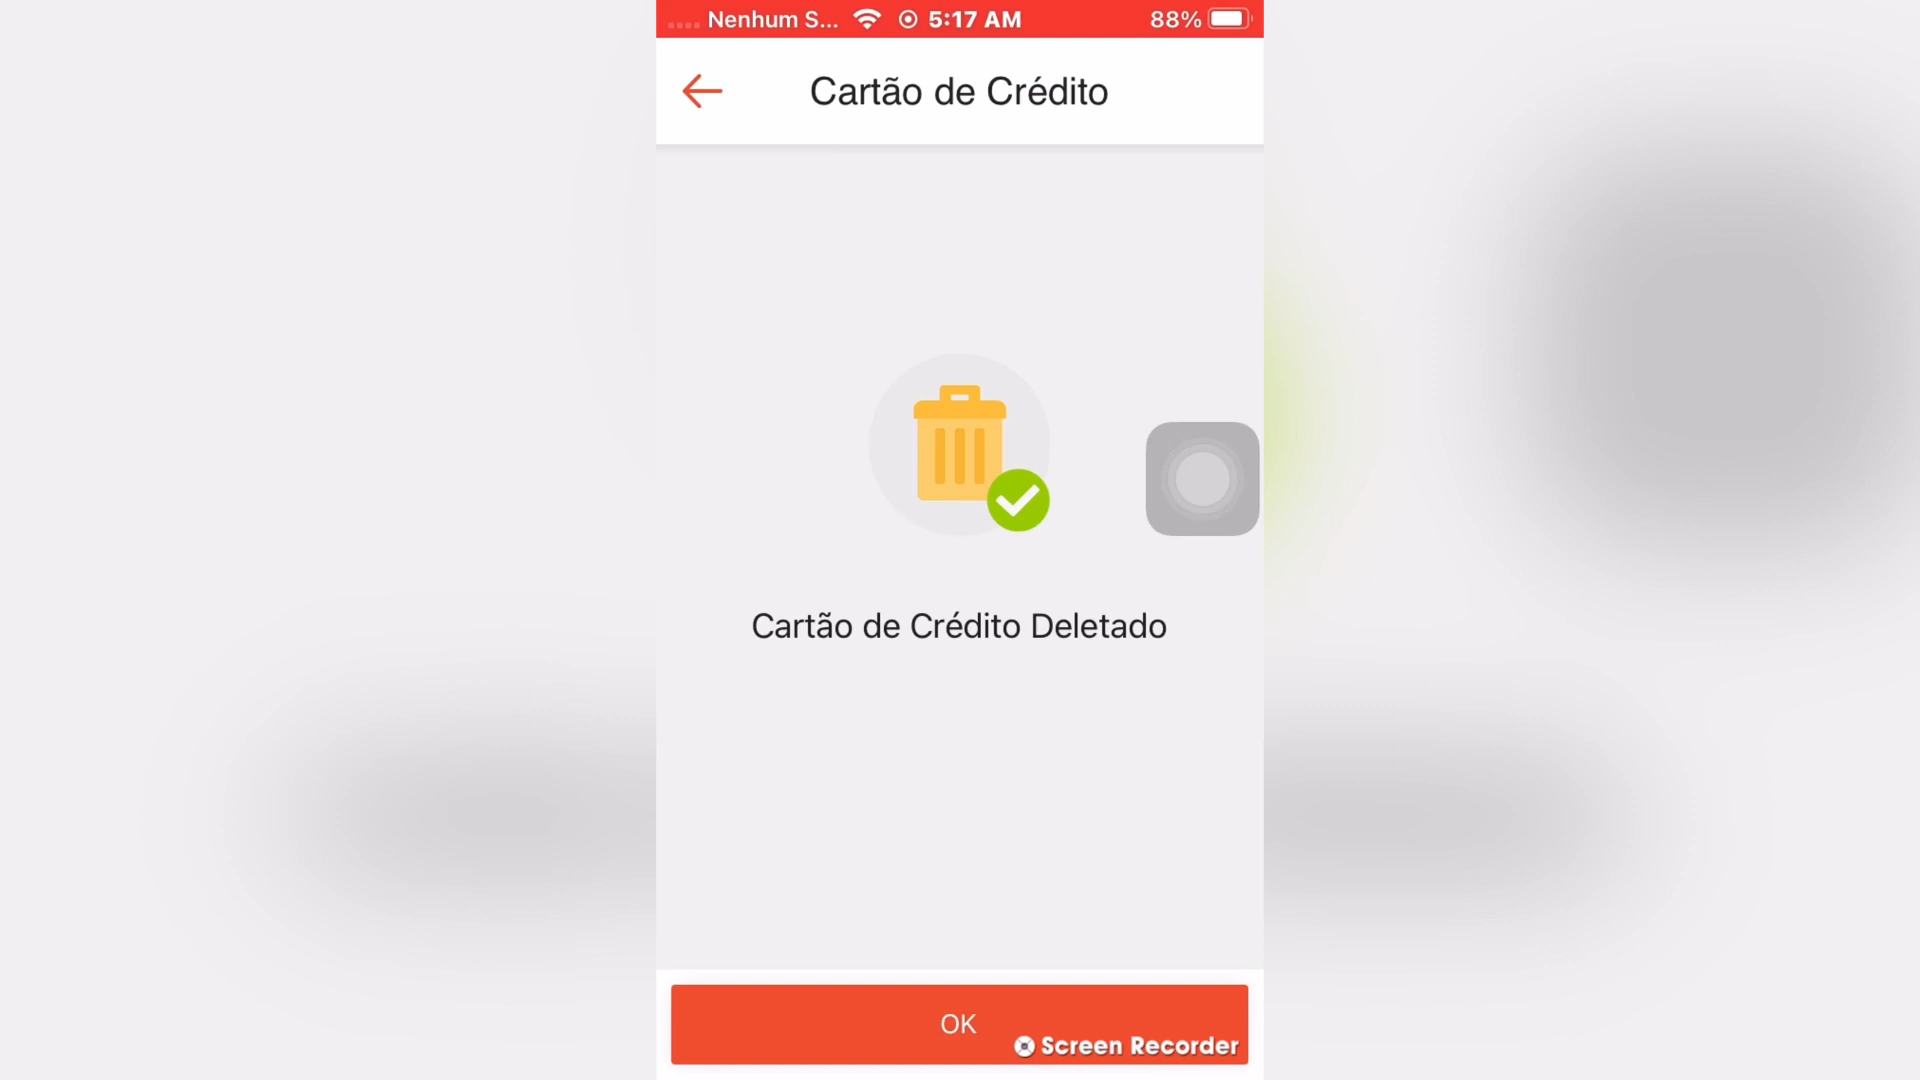 Nenhum S... 5:17 AM 88%
Cartão de Crédito
Cartão de Crédito Deletado
OK
Screen Recorder